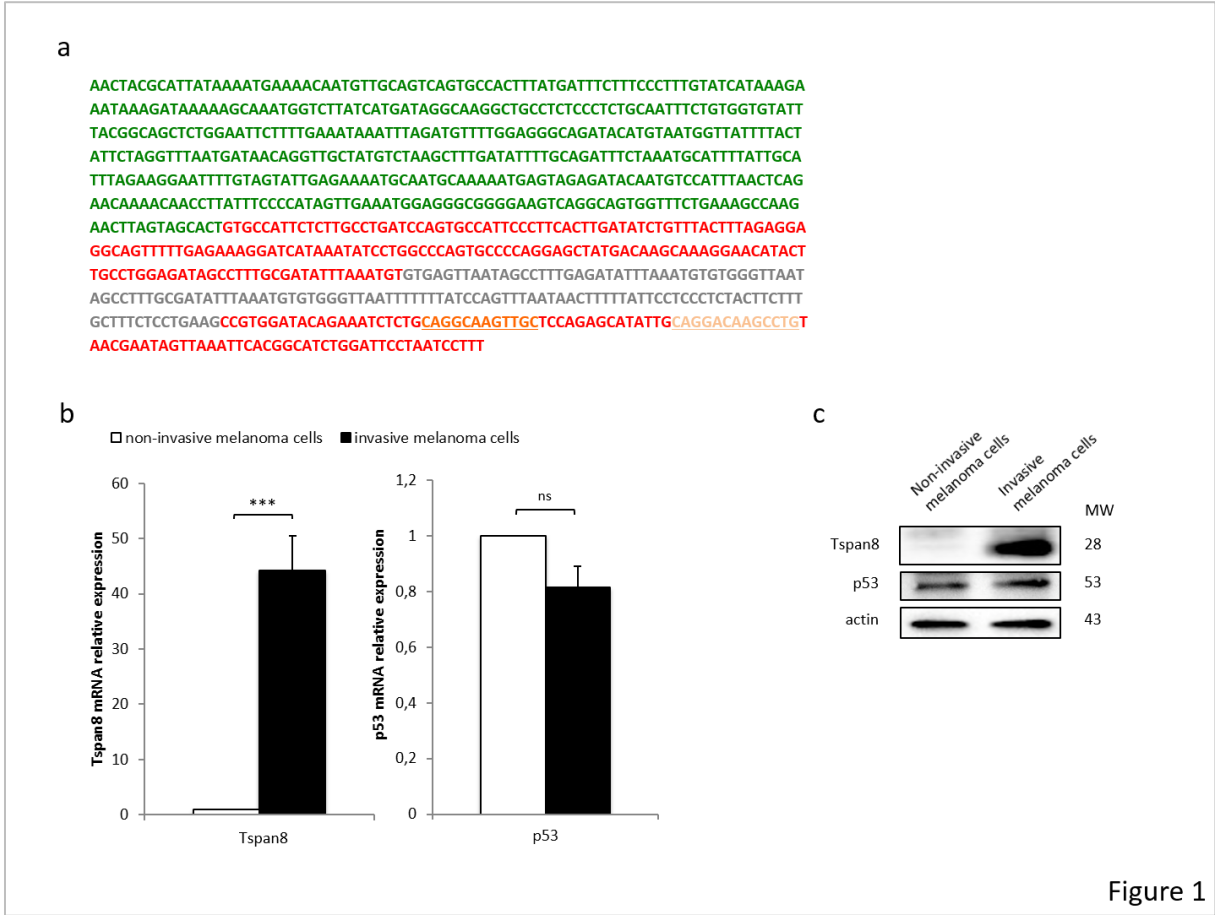 a
AACTACGCATTATAAAATGAAAACAATGTTGCAGTCAGTGCCACTTTATGATTTCTTTCCCTTTGTATCATAAAGA
AATAAAGATAAAAAGCAAATGGTCTTATCATGATAGGCAAGGCTGCCTCTCCCTCTGCAATTTCTGTGGTGTATT
TACGGCAGCTCTGGAATTCTTTTGAAATAAATTTAGATGTTTTGGAGGGCAGATACATGTAATGGTTATTTTACT
ATTCTAGGTTTAATGATAACAGGTTGCTATGTCTAAGCTTTGATATTTTGCAGATTTCTAAATGCATTTTATTGCA
TTTAGAAGGAATTTTGTAGTATTGAGAAAATGCAATGCAAAAATGAGTAGAGATACAATGTCCATTTAACTCAG
AACAAAACAACCTTATTTCCCCATAGTTGAAATGGAGGGCGGGGAAGTCAGGCAGTGGTTTCTGAAAGCCAAG
AACTTAGTAGCACTGTGCCATTCTCTTGCCTGATCCAGTGCCATTCCCTTCACTTGATATCTGTTTACTTTAGAGGA
GGCAGTTTTTGAGAAAGGATCATAAATATCCTGGCCCAGTGCCCCAGGAGCTATGACAAGCAAAGGAACATACT
TGCCTGGAGATAGCCTTTGCGATATTTAAATGTGTGAGTTAATAGCCTTTGAGATATTTAAATGTGTGGGTTAAT
AGCCTTTGCGATATTTAAATGTGTGGGTTAATTTTTTTATCCAGTTTAATAACTTTTTATTCCTCCCTCTACTTCTTT
GCTTTCTCCTGAAGCCGTGGATACAGAAATCTCTGCAGGCAAGTTGCTCCAGAGCATATTGCAGGACAAGCCTGT
AACGAATAGTTAAATTCACGGCATCTGGATTCCTAATCCTTT
b
non-invasive melanoma cells
invasive melanoma cells
Tspan8 mRNA relative expression
60
50
40
30
20
10
0
***
Tspan8
p53 mRNA relative expression
1,2
1
0,8
0,6
0,4
0,2
0
ns
p53
c
Non-invasive
melanoma cells
Invasive
melanoma cells
MW
Tspan8
28
p53
53
actin
43
Figure 1